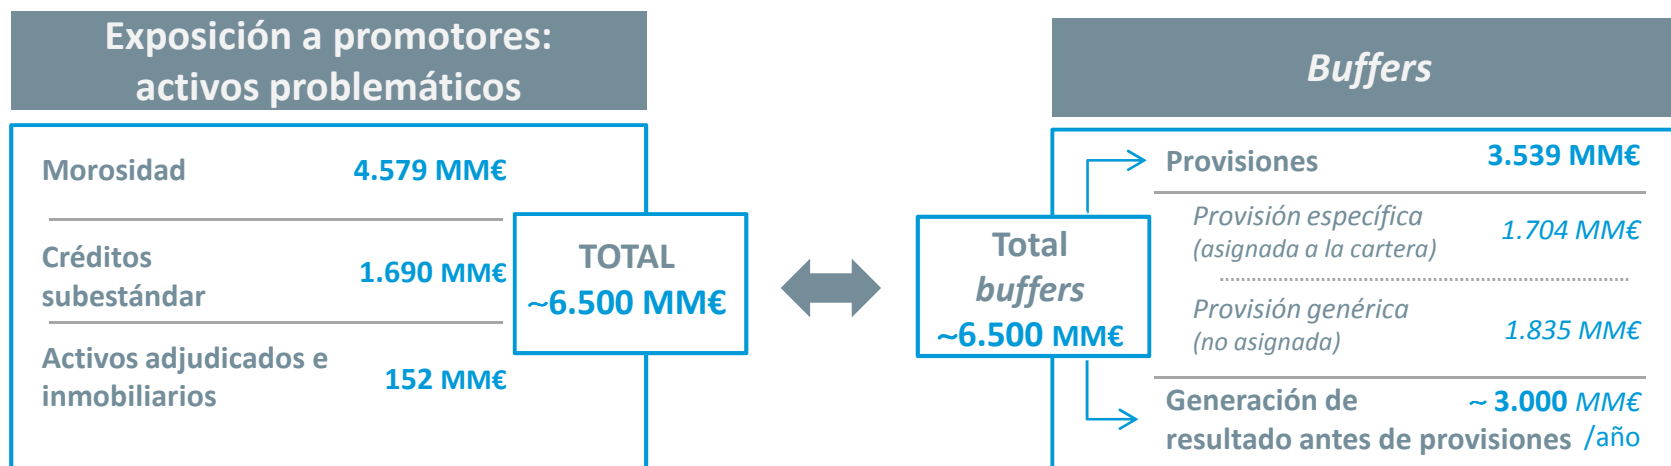 Exposición a promotores:
activos problemáticos
Morosidad 4.579 MM€
Créditos
subestándar 1.690 MM€
Activos adjudicados e
inmobiliarios 152 MM€
TOTAL
~6.500 MM€
Buffers
Total
buffers
~6.500 MM€
Provisiones 3.539 MM€
Provisión específica
(asignada a la cartera) 1.704 MM€
Provisión genérica
(no asignada) 1.835 MM€
Generación de ~ 3.000 MM€
resultado antes de provisiones /año